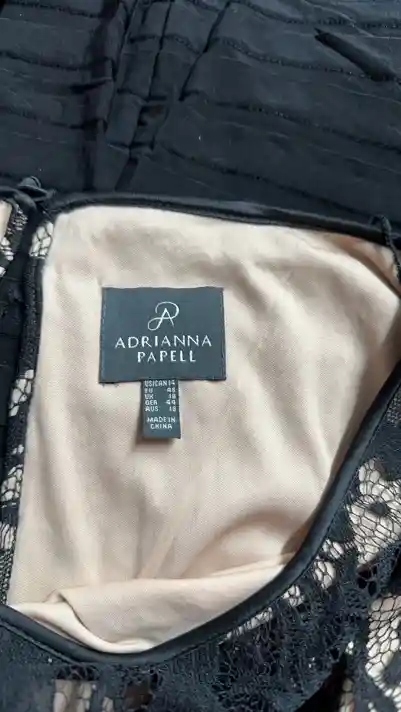 ADRIANNA
PAPELL
US|CAN 14
EU 46
UK 18
GER 44
AUS 18
MADE IN
CHINA